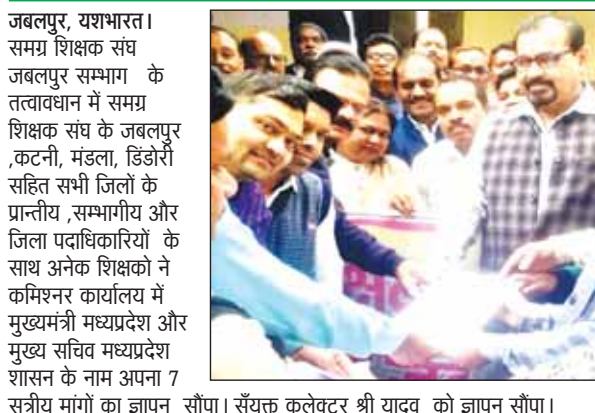 जबलपुर, यशभारत।
समग्र शिक्षक संघ
जबलपुर सम्भाग के
तत्वावधान में समग्र
शिक्षक संघ के जबलपुर
,कटनी, मंडला, डिंडोरी
सहित सभी जिलों के
प्रान्तीय ,सम्भागीय और
जिला पदाधिकारियों के
साथ अनेक शिक्षको ने
कमिश्नर कार्यालय में
मुख्यमंत्री मध्यप्रदेश और
मुख्य सचिव मध्यप्रदेश
शासन के नाम अपना 7
सूत्रीय मांगों का ज्ञापन सौंपा। सँयुक्त कलेक्टर श्री यादव को ज्ञापन सौंपा।